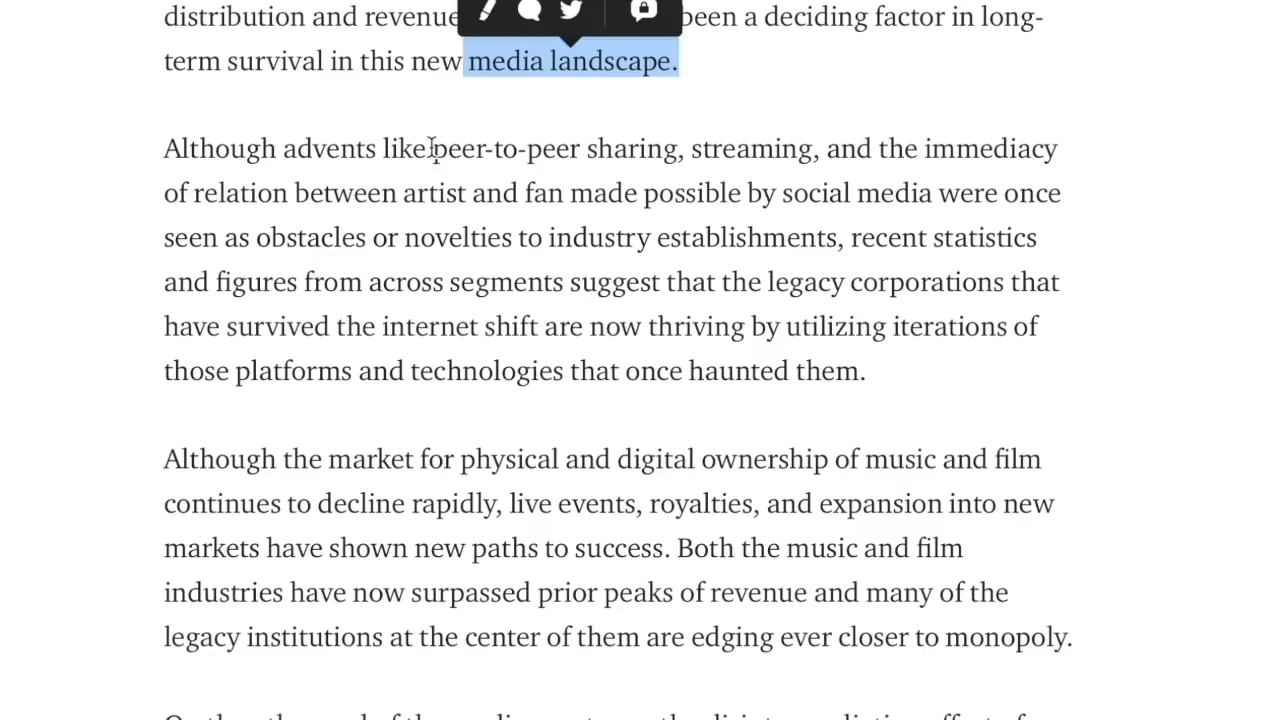 distribution and revenue been a deciding factor in long-
term survival in this new media landscape.
Although advents like peer-to-peer sharing, streaming, and the immediacy
of relation between artist and fan made possible by social media were once
seen as obstacles or novelties to industry establishments, recent statistics
and figures from across segments suggest that the legacy corporations that
have survived the internet shift are now thriving by utilizing iterations of
those platforms and technologies that once haunted them.
Although the market for physical and digital ownership of music and film
continues to decline rapidly, live events, royalties, and expansion into new
markets have shown new paths to success. Both the music and film
industries have now surpassed prior peaks of revenue and many of the
legacy institutions at the center of them are edging ever closer to monopoly.